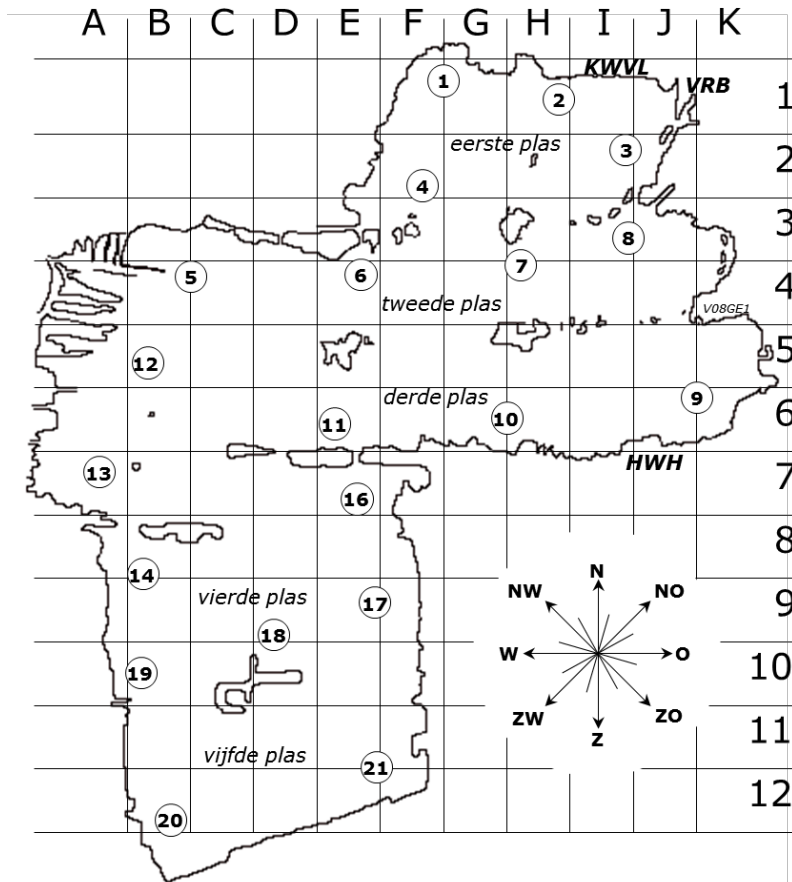 A B C D E F G H I J K
KWVL
1
1
VRB
2
eerste plas
3
2
4
3
8
5
6
7
4
tweede plas
V08GE1
12
5
derde plas
9
11
10
6
HWH
13
16
7
8
14
N
NW NO
vierde plas
17
9
18
W O
19
10
ZW ZO
Z
vijfde plas
11
21
12
20